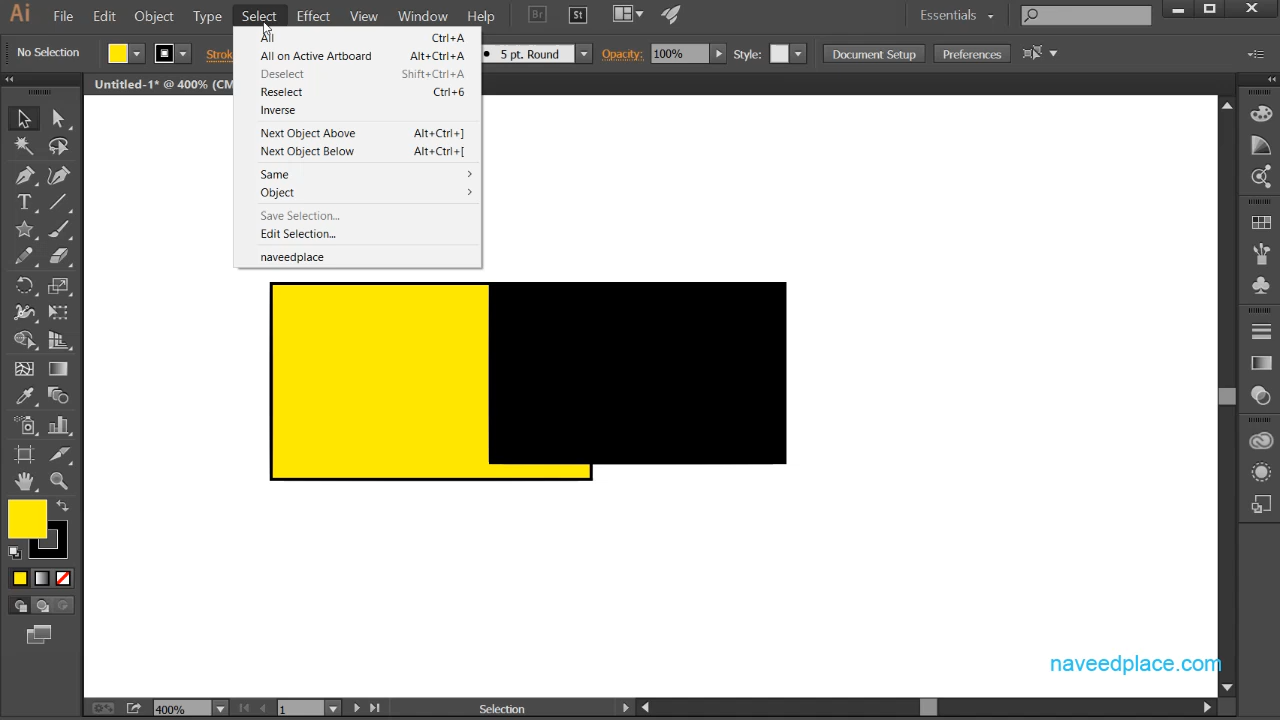 Ai File Edit Object Type Select Effect View Window Help Br St Essentials
No Selection 5 pt. Round Opacity: 100% Style: Document Setup Preferences
Untitled-1* @ 400%
All Ctrl+A
All on Active Artboard Alt+Ctrl+A
Deselect Shift+Ctrl+A
Reselect Ctrl+6
Inverse
Next Object Above Alt+Ctrl+]
Next Object Below Alt+Ctrl+[
Same
Object
Save Selection...
Edit Selection...
naveedplace
naveedplace.com
400% 1 Selection